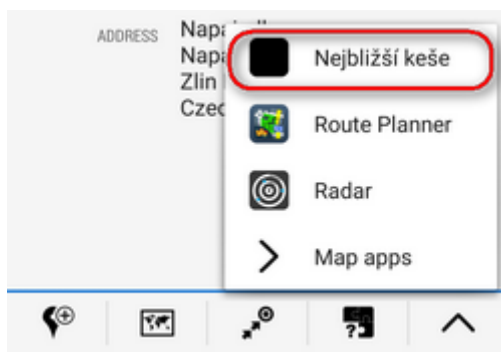 ADDRESS
Zlin
Nejbližší keše
Route Planner
Radar
Map apps